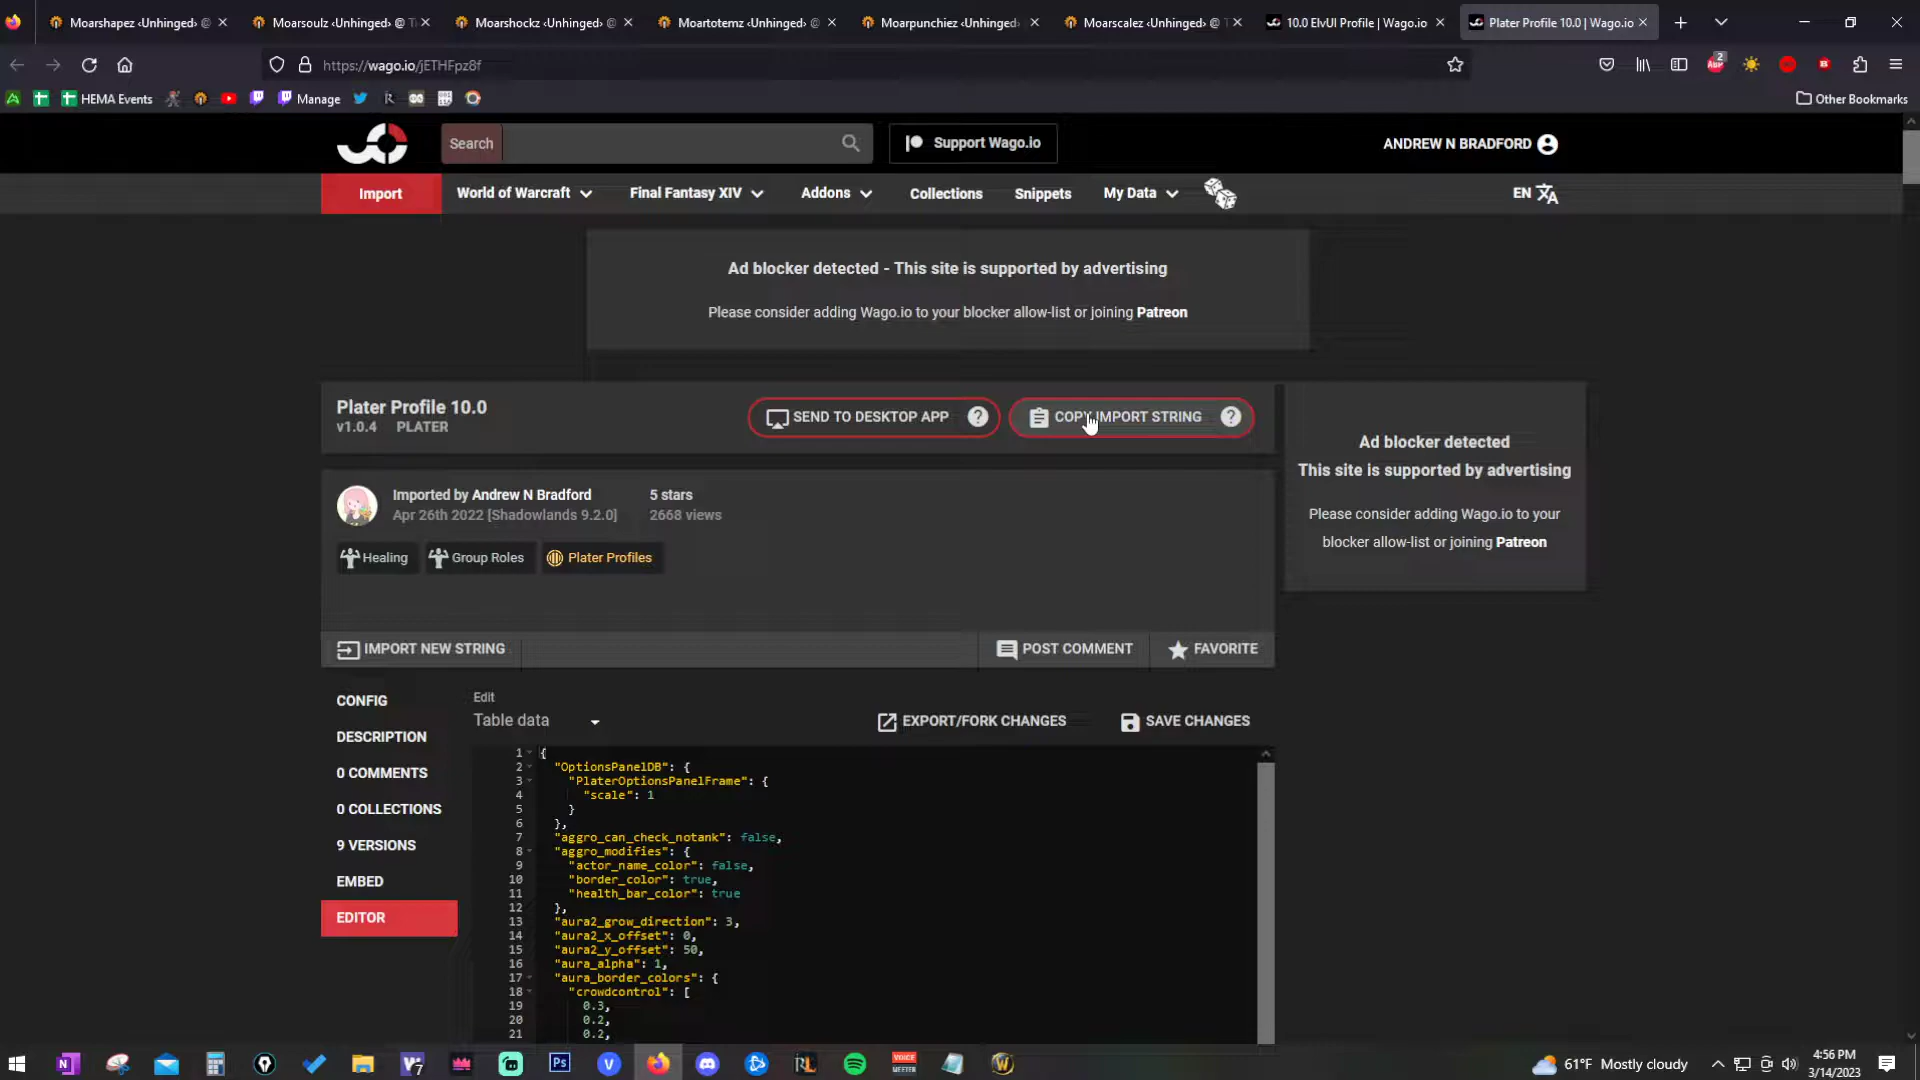 Moarshapez ‹Unhinged› @
Moarsoulz ‹Unhinged› @ Ti
Moarshockz ‹Unhinged› @
Moartotemz ‹Unhinged› @
Moarpunchiez ‹Unhinged›
Moarscalez ‹Unhinged› @ T
10.0 ElvUI Profile | Wago.io
Plater Profile 10.0 | Wago.io
https://wago.io/jETHFpz8f
2
HEMA Events
Manage
Other Bookmarks
Search
Support Wago.io
ANDREW N BRADFORD
Import
World of Warcraft
Final Fantasy XIV
Addons
Collections
Snippets
My Data
EN
Ad blocker detected - This site is supported by advertising
Please consider adding Wago.io to your blocker allow-list or joining Patreon
Plater Profile 10.0
v1.0.4 PLATER
SEND TO DESKTOP APP ?
COPY IMPORT STRING ?
Ad blocker detected
This site is supported by advertising
Please consider adding Wago.io to your
blocker allow-list or joining Patreon
Imported by Andrew N Bradford
Apr 26th 2022 [Shadowlands 9.2.0]
5 stars
2668 views
Healing
Group Roles
Plater Profiles
IMPORT NEW STRING
POST COMMENT
FAVORITE
CONFIG
DESCRIPTION
0 COMMENTS
0 COLLECTIONS
9 VERSIONS
EMBED
EDITOR
Edit
Table data
EXPORT/FORK CHANGES
SAVE CHANGES
1 {
2 "OptionsPanelDB": {
3 "PlaterOptionsPanelFrame": {
4 "scale": 1
5 }
6 },
7 "aggro_can_check_notank": false,
8 "aggro_modifies": {
9 "actor_name_color": false,
10 "border_color": true,
11 "health_bar_color": true
12 },
13 "aura2_grow_direction": 3,
14 "aura2_x_offset": 0,
15 "aura2_y_offset": 50,
16 "aura_alpha": 1,
17 "aura_border_colors": {
18 "crowdcontrol": [
19 0.3,
20 0.2,
21 0.2,
61°F Mostly cloudy
4:56 PM
3/14/2023